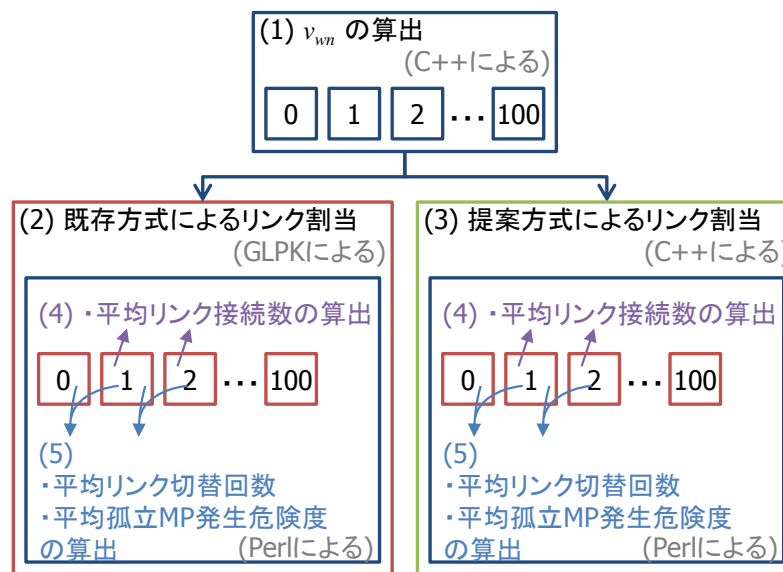 (1) v_wn の算出
(C++による)
0 1 2 ･･･ 100
(2) 既存方式によるリンク割当
(GLPKによる)
(4) ・平均リンク接続数の算出
0 1 2 ･･･ 100
(5)
・平均リンク切替回数
・平均孤立MP発生危険度
の算出
(Perlによる)
(3) 提案方式によるリンク割当
(C++による)
(4) ・平均リンク接続数の算出
0 1 2 ･･･ 100
(5)
・平均リンク切替回数
・平均孤立MP発生危険度
の算出
(Perlによる)